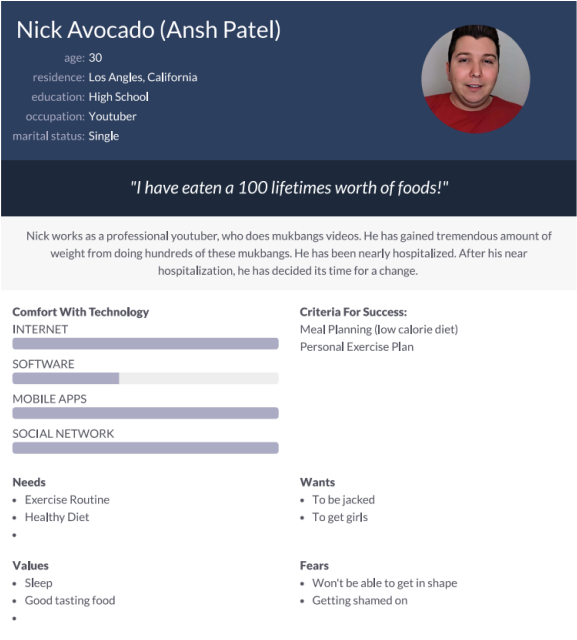 Nick Avocado (Ansh Patel)
age: 30
residence: Los Angles, California
education: High School
occupation: Youtuber
marital status: Single
"I have eaten a 100 lifetimes worth of foods!"
Nick works as a professional youtuber, who does mukbangs videos. He has gained tremendous amount of
weight from doing hundreds of these mukbangs. He has been nearly hospitalized. After his near
hospitalization, he has decided its time for a change.
Comfort With Technology
INTERNET
SOFTWARE
MOBILE APPS
SOCIAL NETWORK
Criteria For Success:
Meal Planning (low calorie diet)
Personal Exercise Plan
Needs
• Exercise Routine
• Healthy Diet
•
Wants
• To be jacked
• To get girls
Values
• Sleep
• Good tasting food
•
Fears
• Won't be able to get in shape
• Getting shamed on